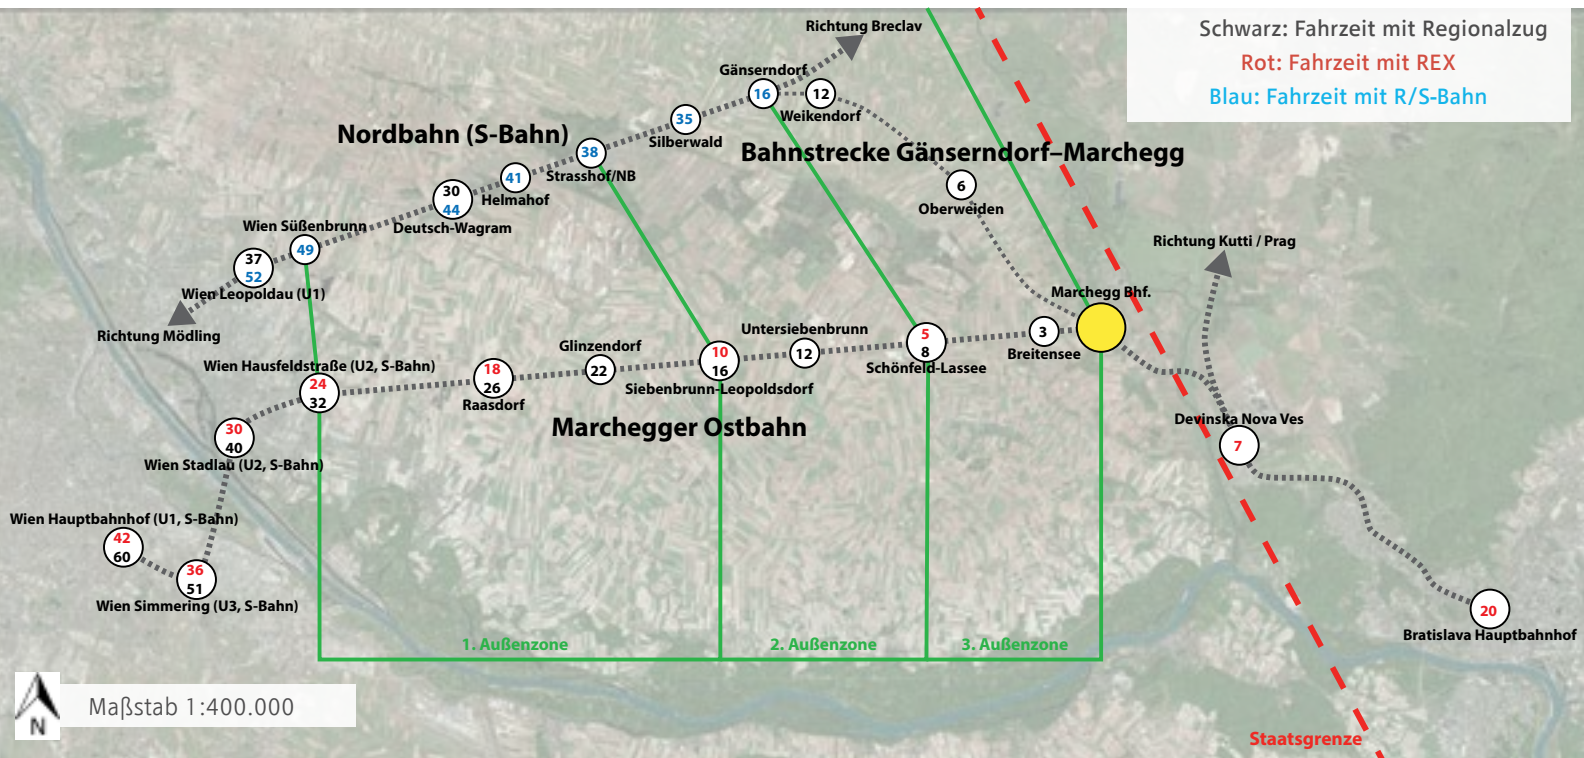 Richtung Breclav
Schwarz: Fahrzeit mit Regionalzug
Rot: Fahrzeit mit REX
Blau: Fahrzeit mit R/S-Bahn
Gänserndorf
16
12
Weikendorf
35
Silberwald
Nordbahn (S-Bahn)
38
Strasshof/NB
Bahnstrecke Gänserndorf–Marchegg
41
Helmahof
30
44
Deutsch-Wagram
6
Oberweiden
Wien Süßenbrunn
49
37
52
Wien Leopoldau (U1)
Richtung Mödling
Richtung Kutti / Prag
Marchegg Bhf.
3
Breitensee
5
8
Schönfeld-Lassee
Untersiebenbrunn
12
10
16
Siebenbrunn-Leopoldsdorf
Glinzendorf
22
18
26
Raasdorf
Wien Hausfeldstraße (U2, S-Bahn)
24
32
Marchegger Ostbahn
Devinska Nova Ves
7
30
40
Wien Stadlau (U2, S-Bahn)
Wien Hauptbahnhof (U1, S-Bahn)
42
60
36
51
Wien Simmering (U3, S-Bahn)
20
Bratislava Hauptbahnhof
1. Außenzone
2. Außenzone
3. Außenzone
N
Maßstab 1:400.000
Staatsgrenze